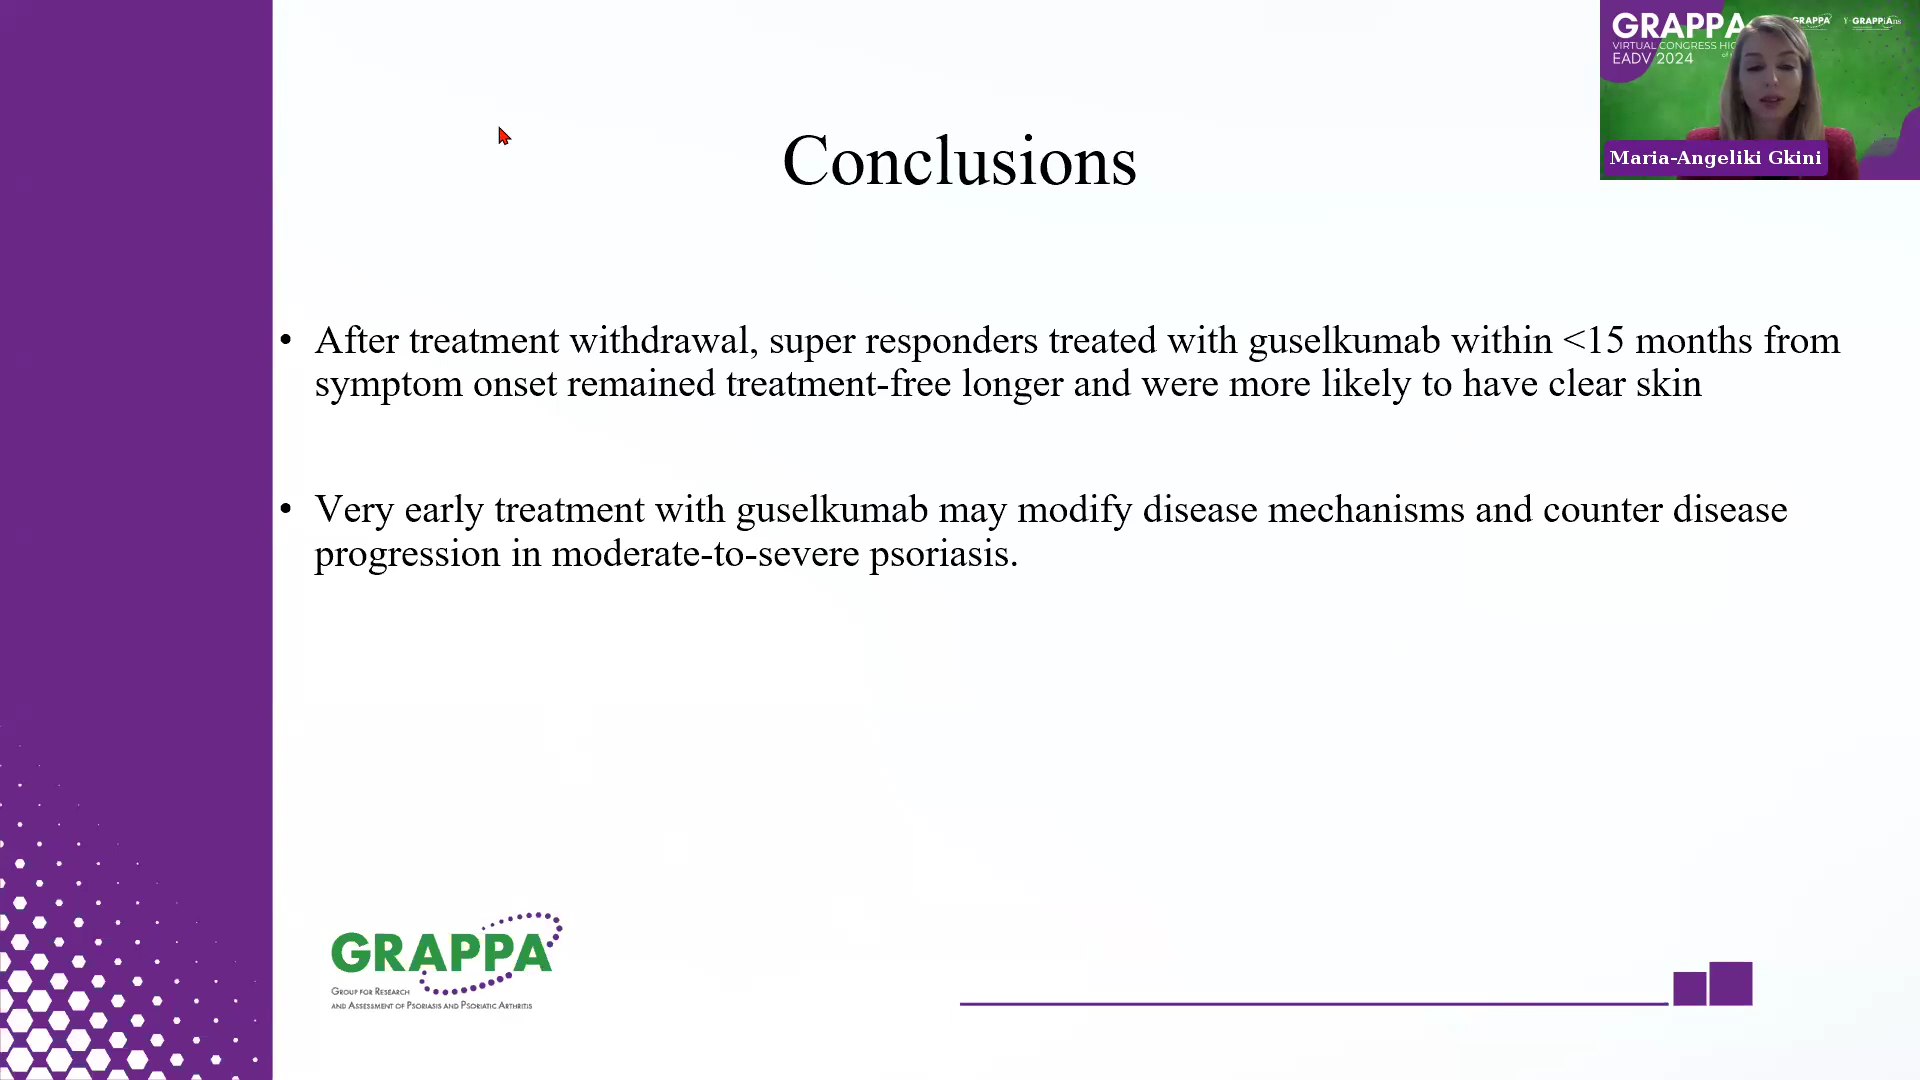 Conclusions
• After treatment withdrawal, super responders treated with guselkumab within <15 months from
symptom onset remained treatment-free longer and were more likely to have clear skin
• Very early treatment with guselkumab may modify disease mechanisms and counter disease
progression in moderate-to-severe psoriasis.
GRAPPA
VIRTUAL CONGRESS
EADV 2024
GRAPPA
Y-GRAPPAians
Maria-Angeliki Gkini
GRAPPA
GROUP FOR RESEARCH
AND ASSESSMENT OF PSORIASIS AND PSORIATIC ARTHRITIS